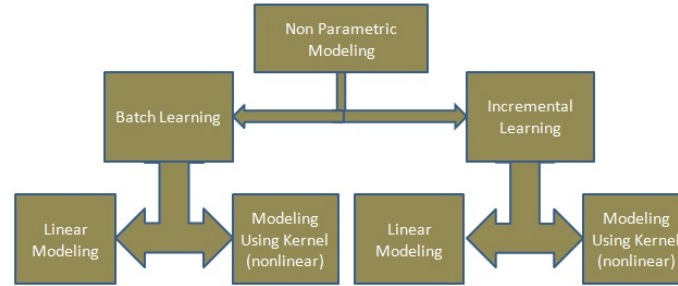 Non Parametric
Modeling
Batch Learning
Incremental
Learning
Linear
Modeling
Modeling
Using Kernel
(nonlinear)
Linear
Modeling
Modeling
Using Kernel
(nonlinear)